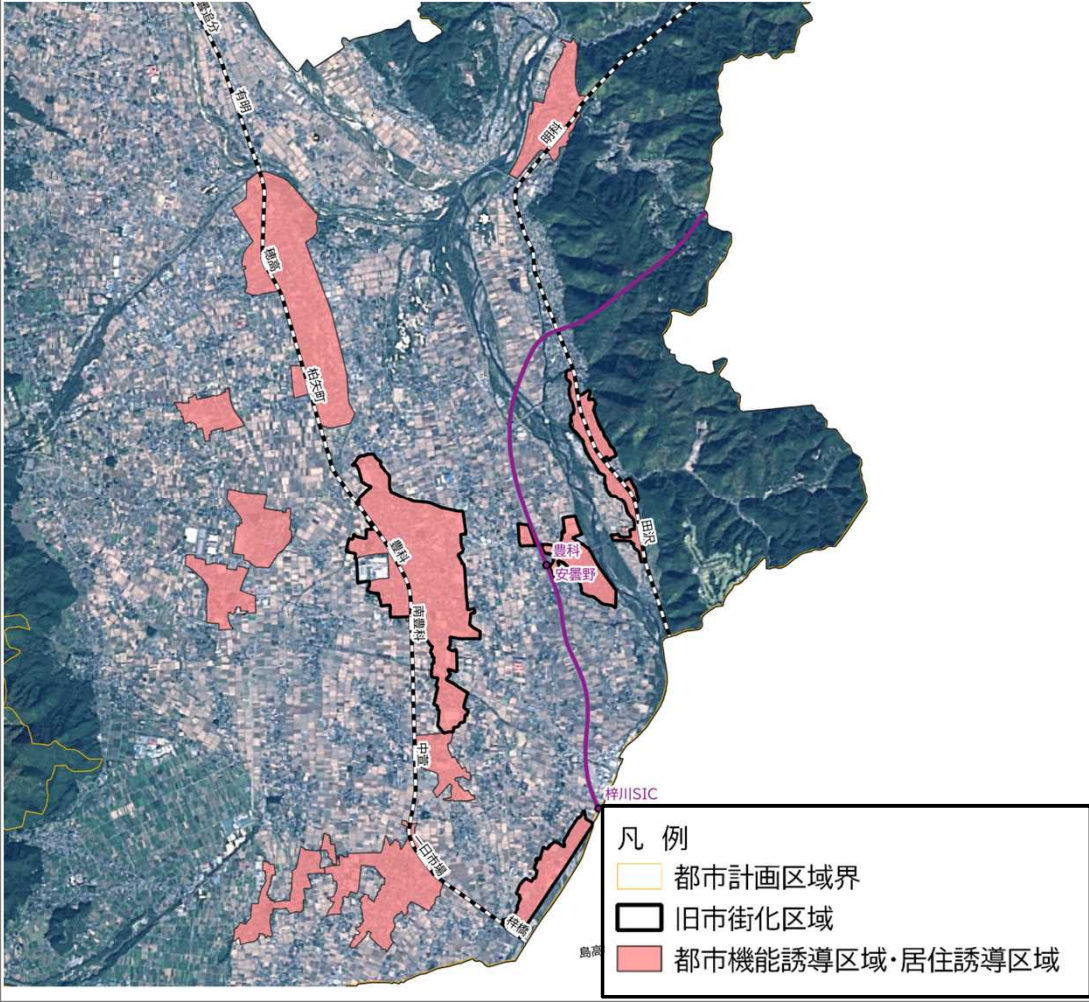 有明
明科
穂高
柏矢町
田沢
豊科
豊科
安曇野
南豊科
中萱
梓川SIC
一日市場
梓橋
島高
凡 例
都市計画区域界
旧市街化区域
都市機能誘導区域・居住誘導区域